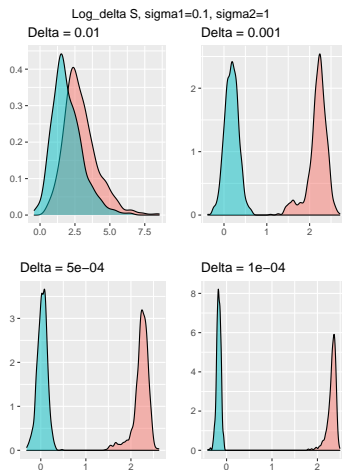 Log_delta S, sigma1=0.1, sigma2=1
Delta = 0.01
0.4
0.3
0.2
0.1
0.0
0.0 2.5 5.0 7.5
Delta = 0.001
2
1
0
0 1 2
Delta = 5e−04
3
2
1
0
0 1 2
Delta = 1e−04
8
6
4
2
0
0 1 2